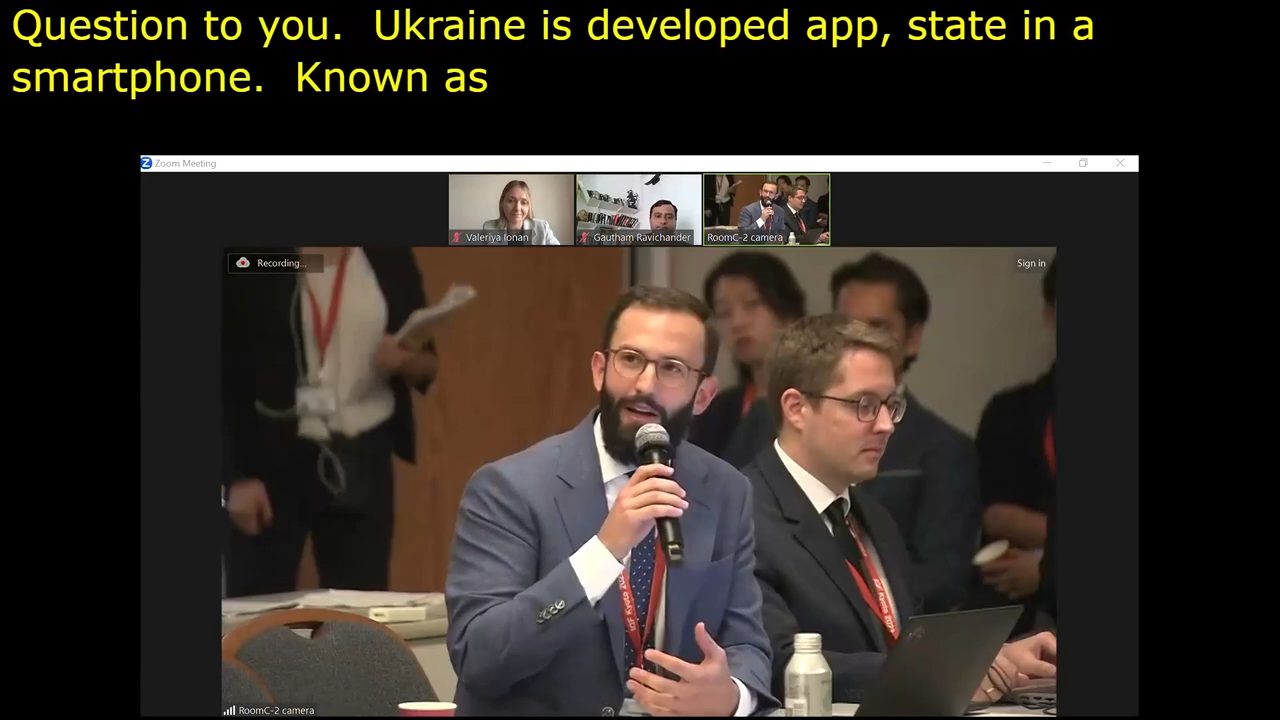 Question to you.  Ukraine is developed app, state in a
smartphone.  Known as
Zoom Meeting
Valeriya Ionan
Gautham Ravichander
RoomC-2 camera
Recording...
Sign in
RoomC-2 camera